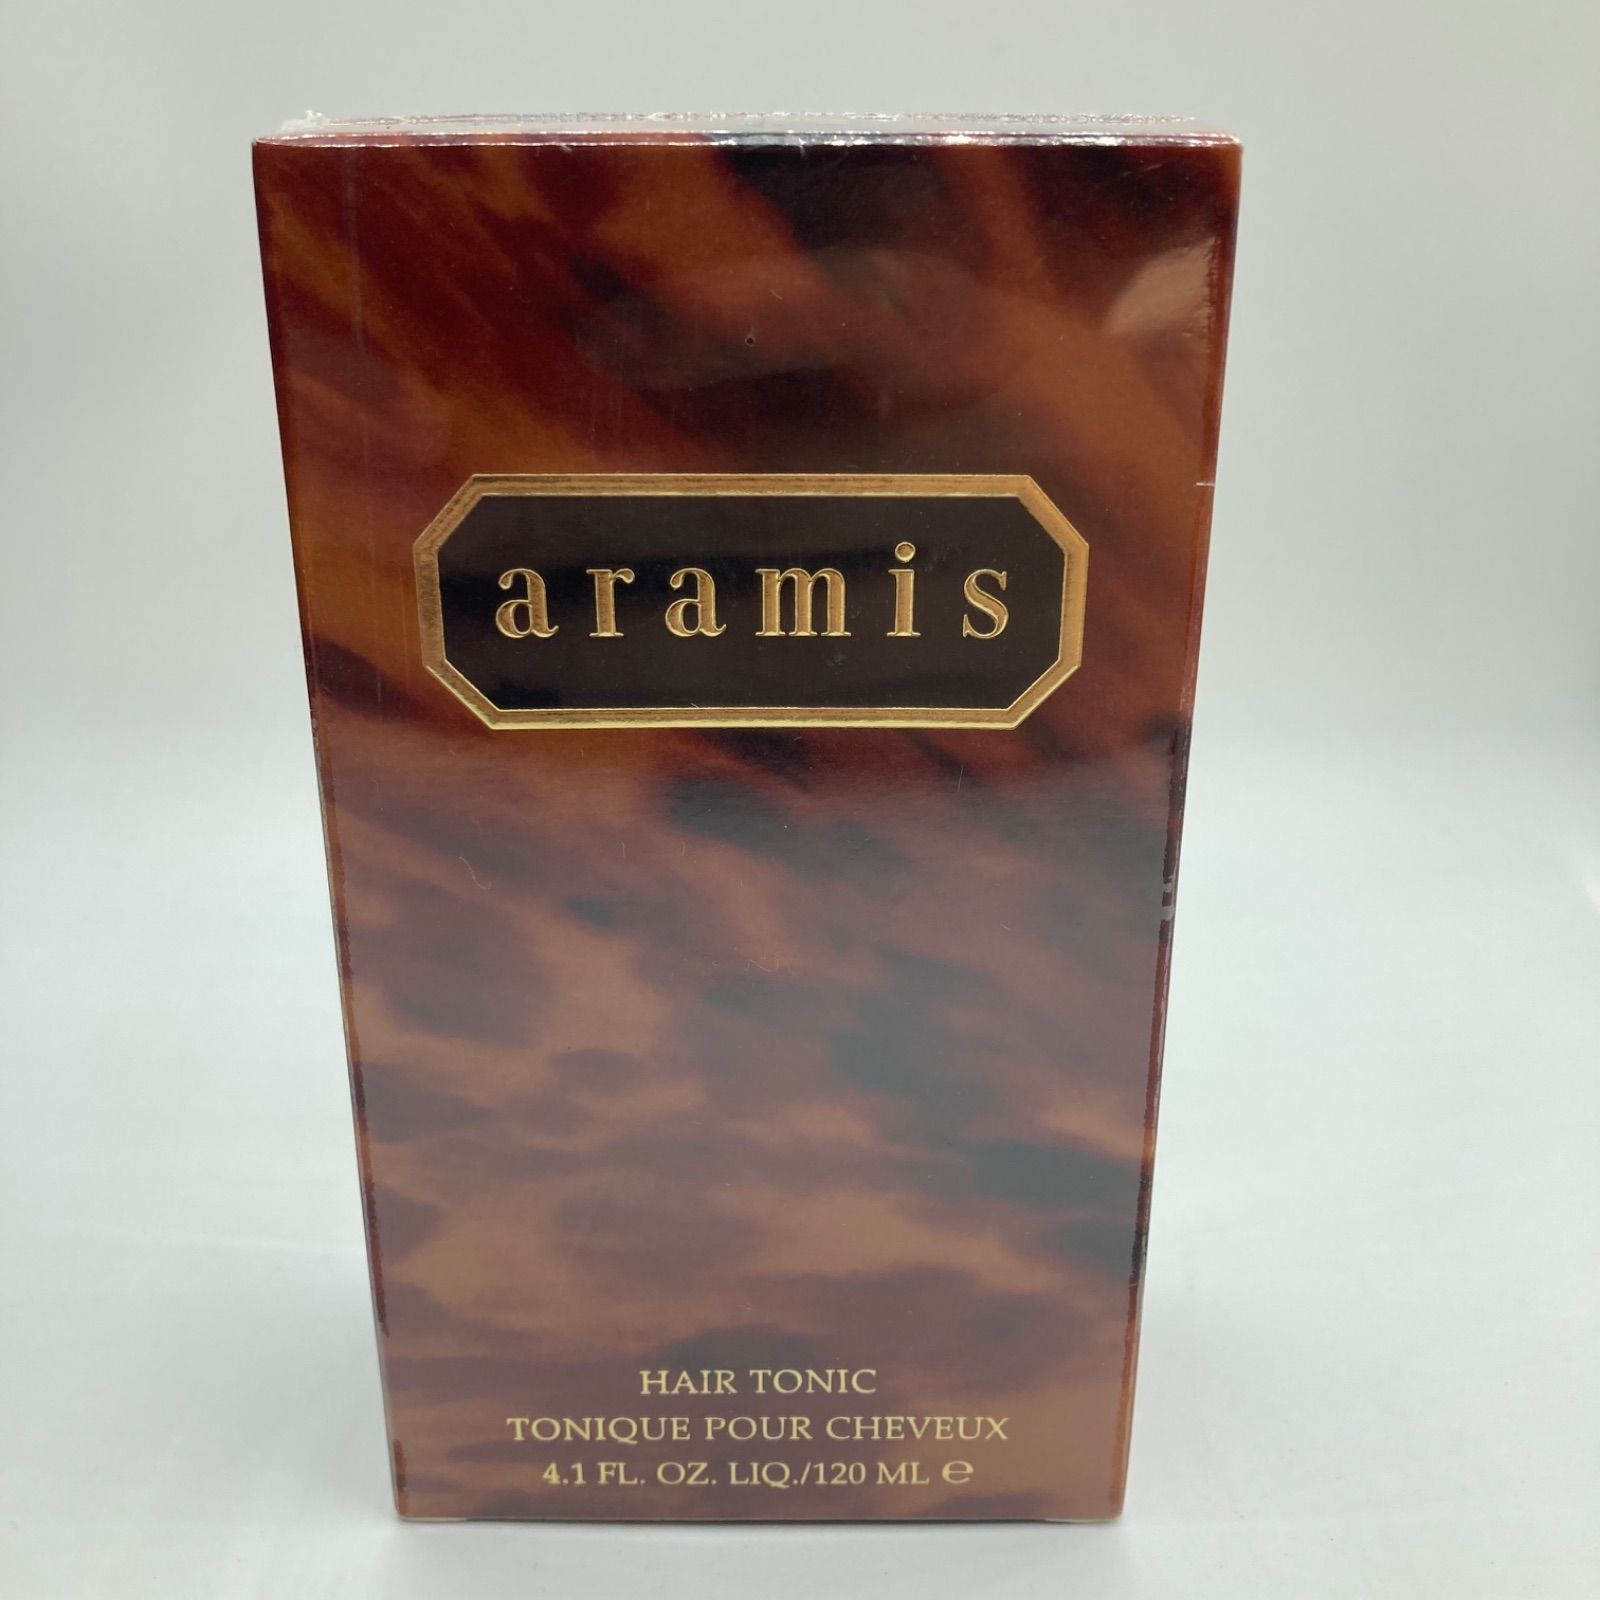 aramis
HAIR TONIC
TONIQUE POUR CHEVEUX
4.1 FL. OZ. LIQ./120 ML ℮